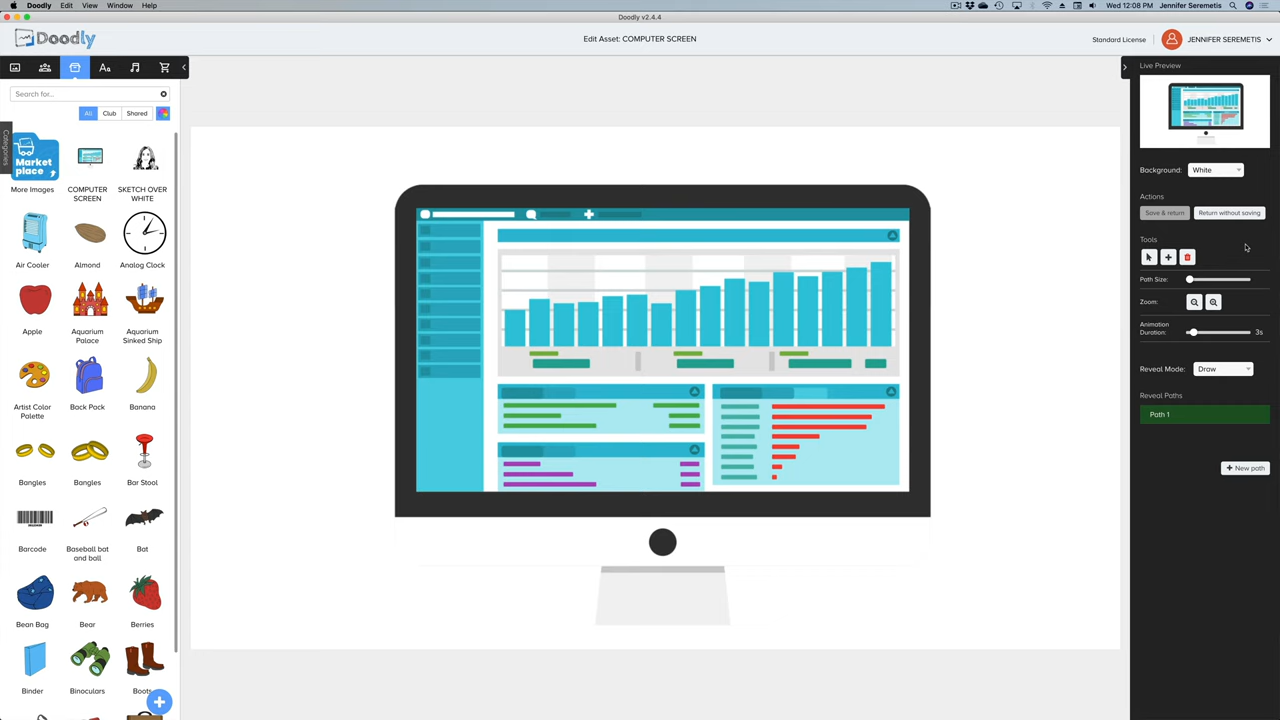 Doodly Edit View Window Help
Wed 12:08 PM Jennifer Seremetis
Doodly v2.4.4
Doodly
Edit Asset: COMPUTER SCREEN
Standard License
JENNIFER SEREMETIS
Search for...
All Club Shared
Categories
Market place
More Images
COMPUTER SCREEN
SKETCH OVER WHITE
Air Cooler
Almond
Analog Clock
Apple
Aquarium Palace
Aquarium Sinked Ship
Artist Color Palette
Back Pack
Banana
Bangles
Bangles
Bar Stool
Barcode
Baseball bat and ball
Bat
Bean Bag
Bear
Berries
Binder
Binoculars
Boots
Live Preview
Background: White
Actions
Save & return Return without saving
Tools
Path Size:
Zoom:
Animation Duration: 3s
Reveal Mode: Draw
Reveal Paths
Path 1
+ New path